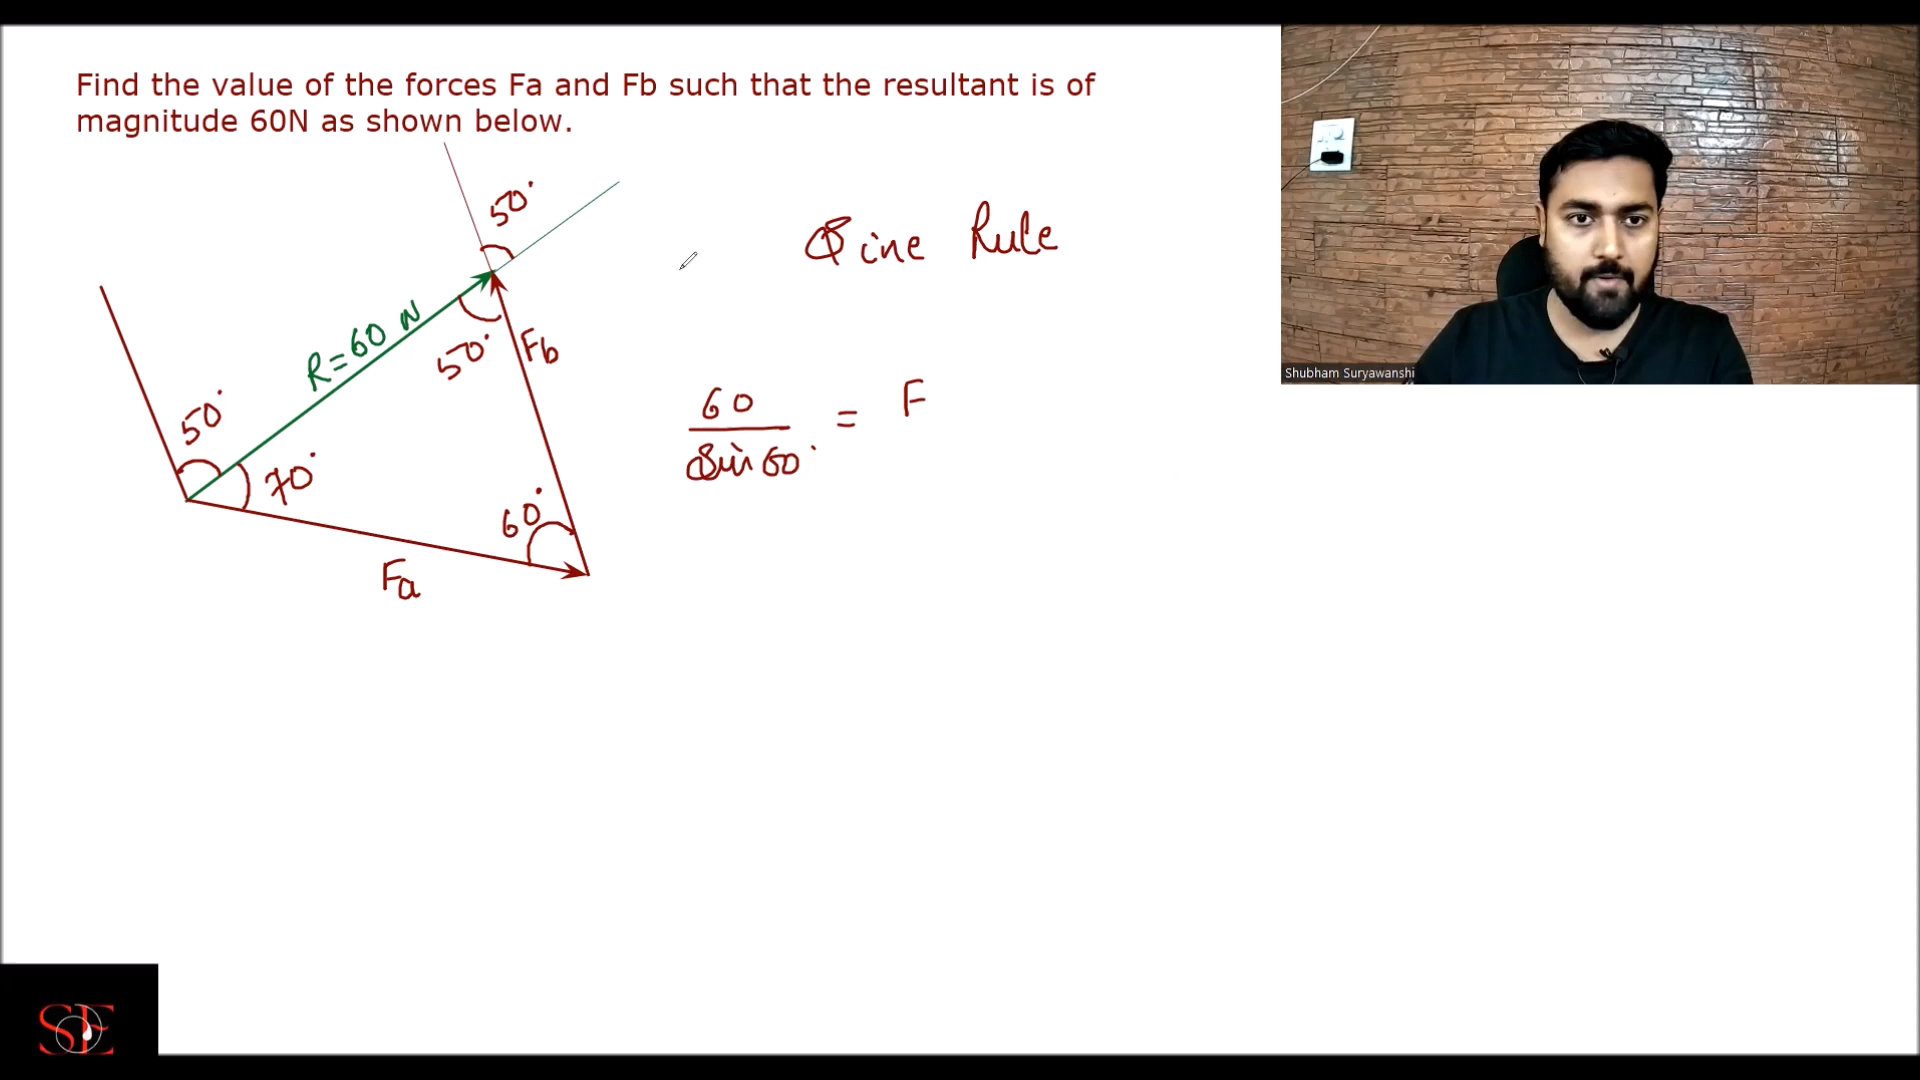 Find the value of the forces Fa and Fb such that the resultant is of
magnitude 60N as shown below.
50°
Sine Rule
R=60 N
50°
Fb
50°
60 = F
Sin 60°
70°
60°
Fa
Shubham Suryawanshi
SE